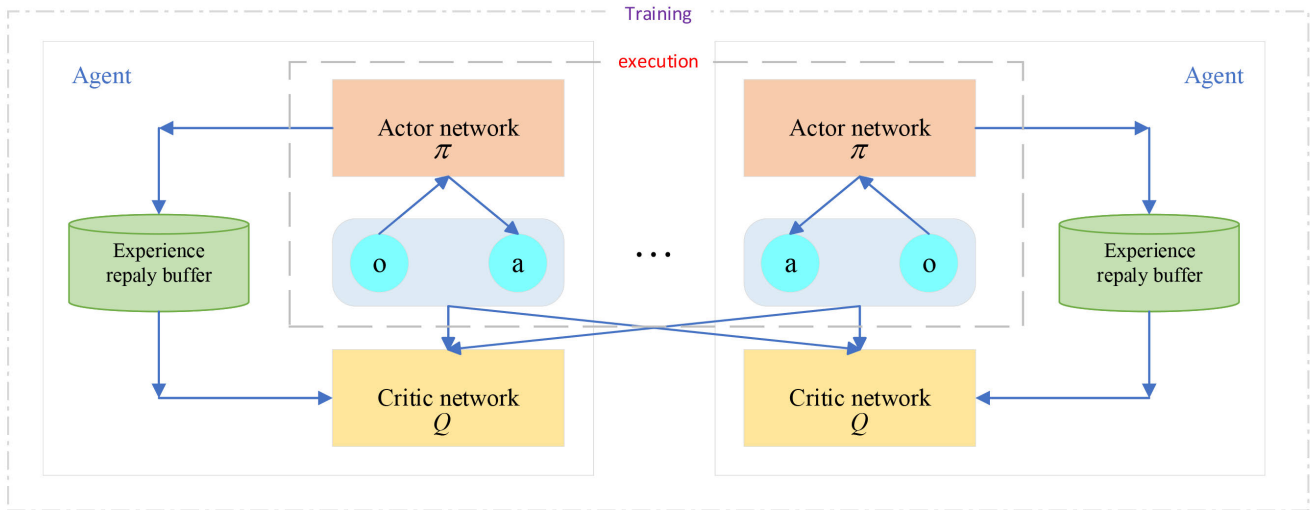 Training
execution
Agent
Agent
Actor network
π
Actor network
π
Experience
repaly buffer
o
a
...
a
o
Experience
repaly buffer
Critic network
Q
Critic network
Q